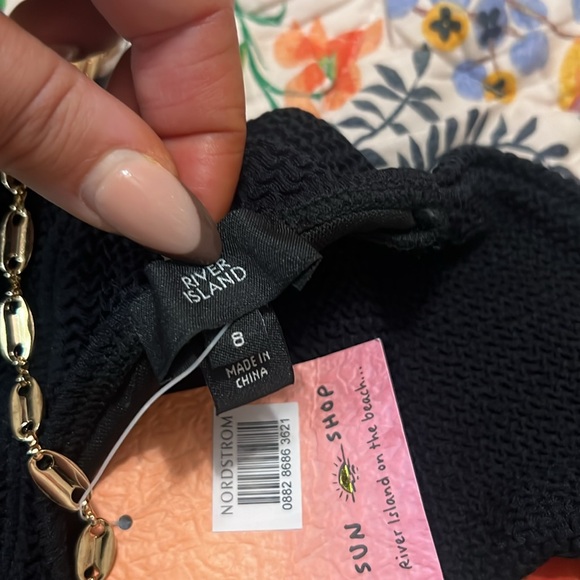 RIVER
ISLAND
8
MADE IN
CHINA
NORDSTROM
0882 8686 3621
SUN SHOP
River Island on the beach...